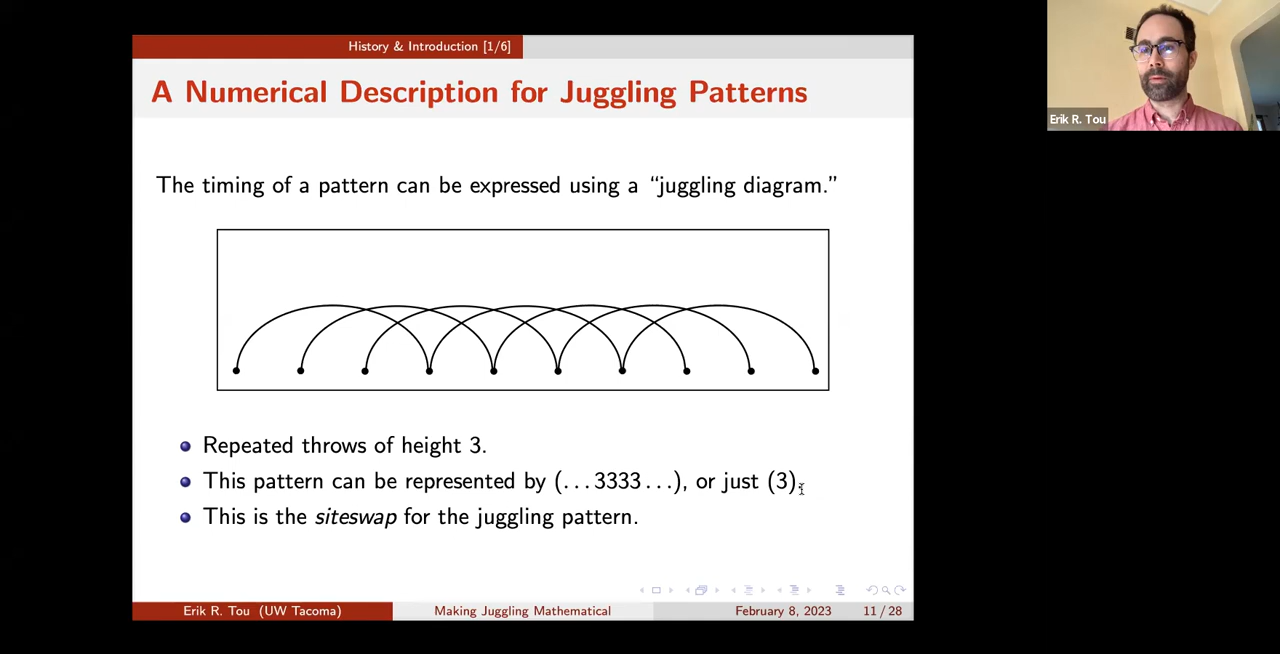 History & Introduction [1/6]
A Numerical Description for Juggling Patterns
The timing of a pattern can be expressed using a “juggling diagram.”
Repeated throws of height 3.
This pattern can be represented by (...3333...), or just (3).
This is the siteswap for the juggling pattern.
Erik R. Tou (UW Tacoma)
Making Juggling Mathematical
February 8, 2023
11 / 28
Erik R. Tou